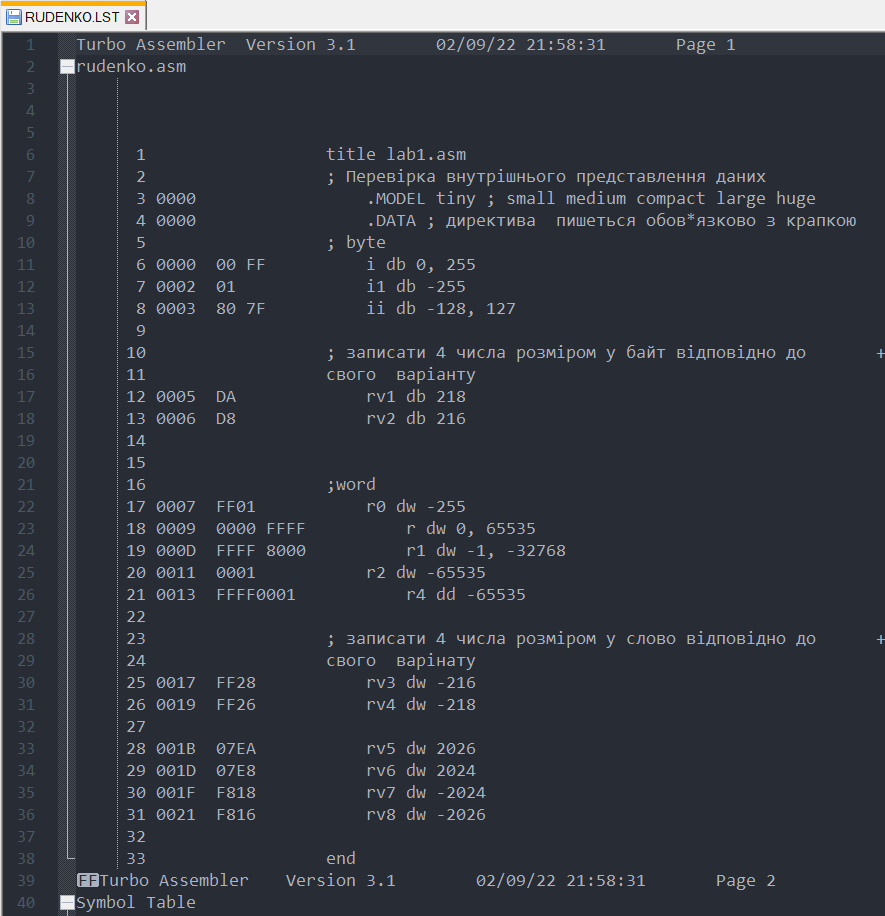 RUDENKO.LST
1 Turbo Assembler Version 3.1 02/09/22 21:58:31 Page 1
2 rudenko.asm
3
4
5
6 1 title lab1.asm
7 2 ; Перевірка внутрішнього представлення даних
8 3 0000 .MODEL tiny ; small medium compact large huge
9 4 0000 .DATA ; директива пишеться обов*язково з крапкою
10 5 ; byte
11 6 0000 00 FF i db 0, 255
12 7 0002 01 i1 db -255
13 8 0003 80 7F ii db -128, 127
14 9
15 10 ; записати 4 числа розміром у байт відповідно до +
16 11 свого варіанту
17 12 0005 DA rv1 db 218
18 13 0006 D8 rv2 db 216
19 14
20 15
21 16 ;word
22 17 0007 FF01 r0 dw -255
23 18 0009 0000 FFFF r dw 0, 65535
24 19 000D FFFF 8000 r1 dw -1, -32768
25 20 0011 0001 r2 dw -65535
26 21 0013 FFFF0001 r4 dd -65535
27 22
28 23 ; записати 4 числа розміром у слово відповідно до +
29 24 свого варінату
30 25 0017 FF28 rv3 dw -216
31 26 0019 FF26 rv4 dw -218
32 27
33 28 001B 07EA rv5 dw 2026
34 29 001D 07E8 rv6 dw 2024
35 30 001F F818 rv7 dw -2024
36 31 0021 F816 rv8 dw -2026
37 32
38 33 end
39 FFTurbo Assembler Version 3.1 02/09/22 21:58:31 Page 2
40 Symbol Table